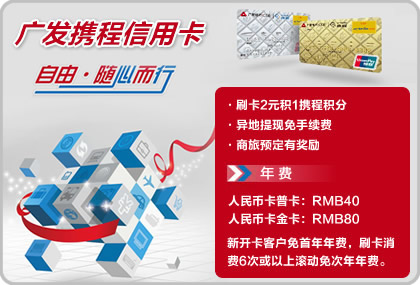 广发携程信用卡
自由·随心而行
· 刷卡2元积1携程积分
· 异地提现免手续费
· 商旅预定有奖励
年费
人民币卡普卡：RMB40
人民币卡金卡：RMB80
新开卡客户免首年年费，刷卡消
费6次或以上滚动免次年年费。